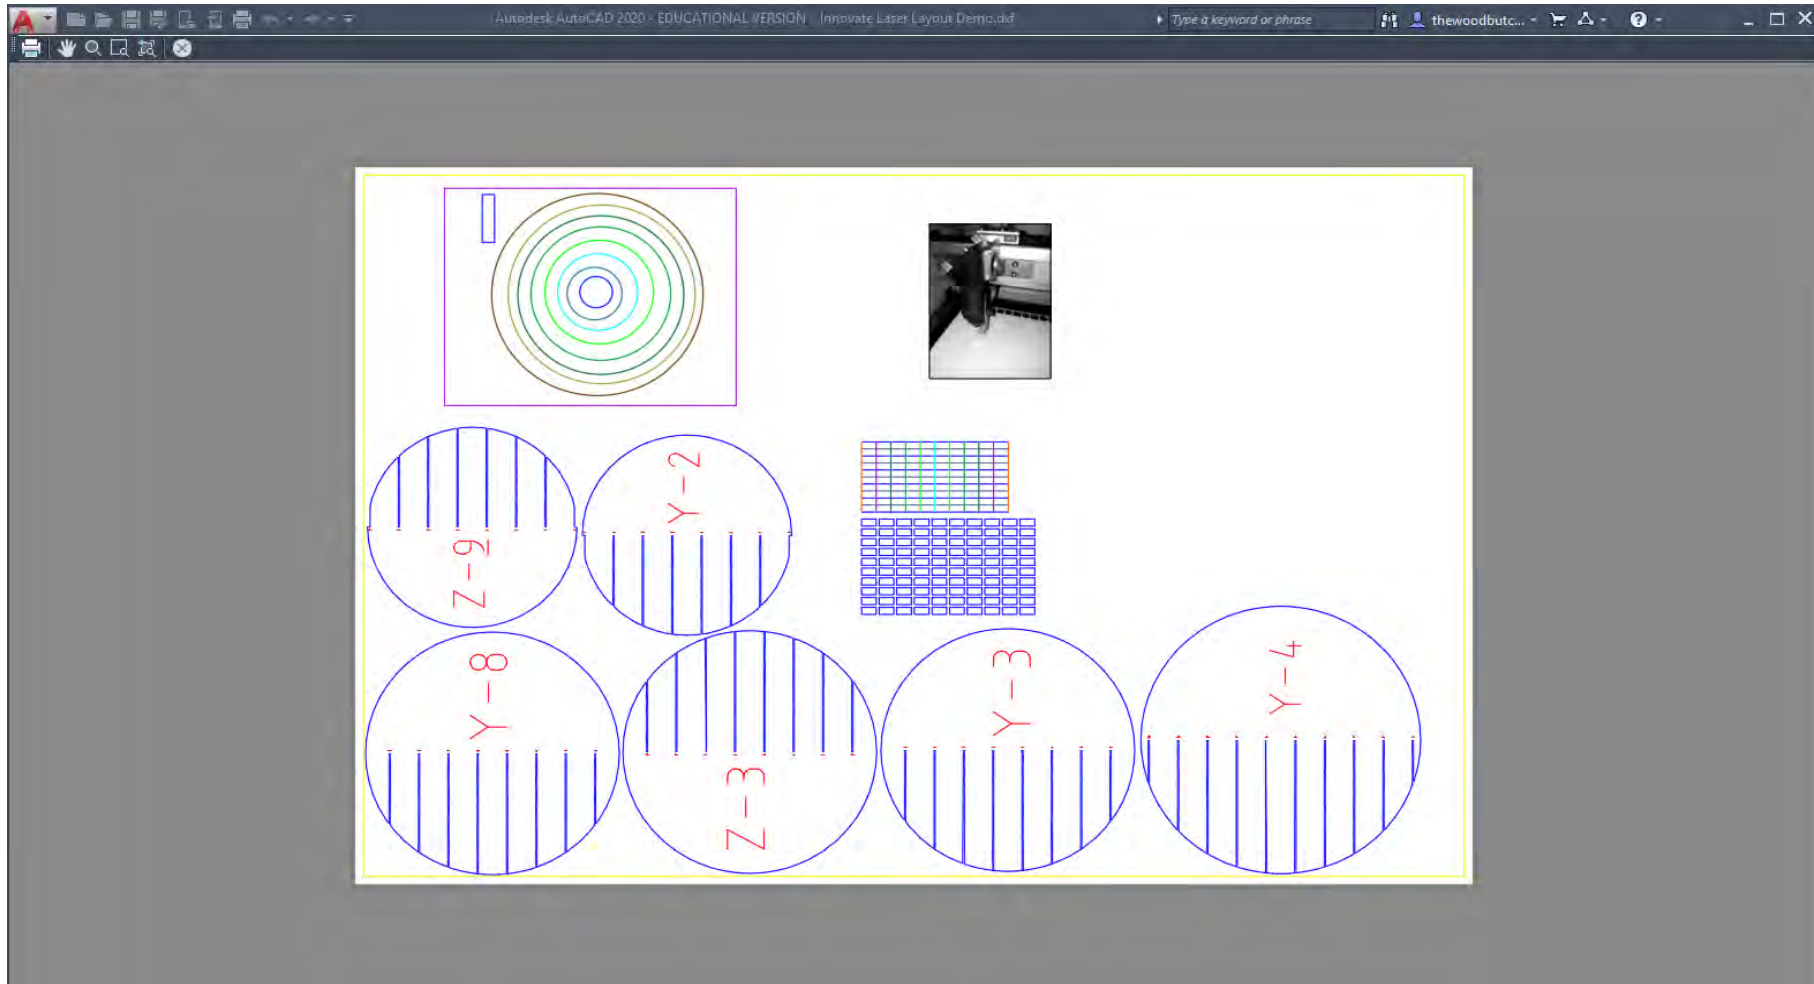 Autodesk AutoCAD 2020 - EDUCATIONAL VERSION Innovate Laser Layout Demo.dxf
Type a keyword or phrase
thewoodbutc...
Y-2
Z-9
Y-8
Z-3
Y-3
Y-4